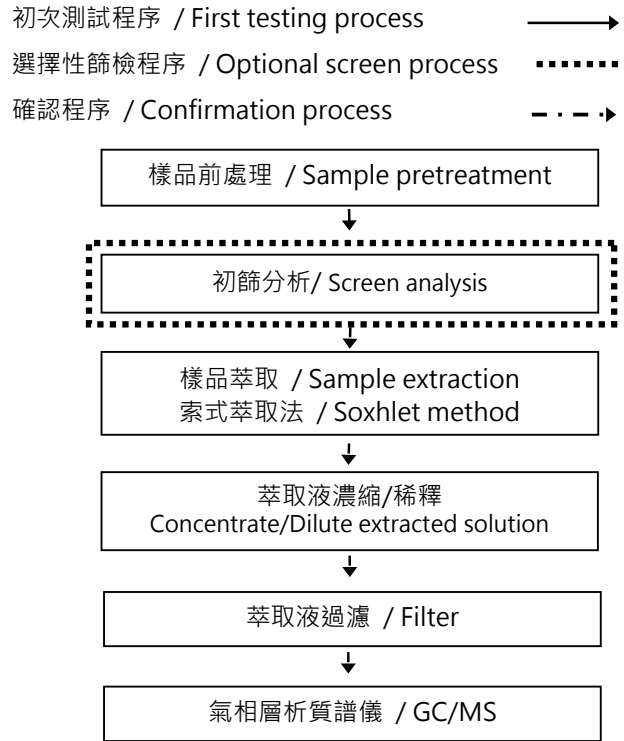 初次測試程序 / First testing process
選擇性篩檢程序 / Optional screen process
確認程序 / Confirmation process
樣品前處理 / Sample pretreatment
初篩分析/ Screen analysis
樣品萃取 / Sample extraction
索式萃取法 / Soxhlet method
萃取液濃縮/稀釋
Concentrate/Dilute extracted solution
萃取液過濾 / Filter
氣相層析質譜儀 / GC/MS